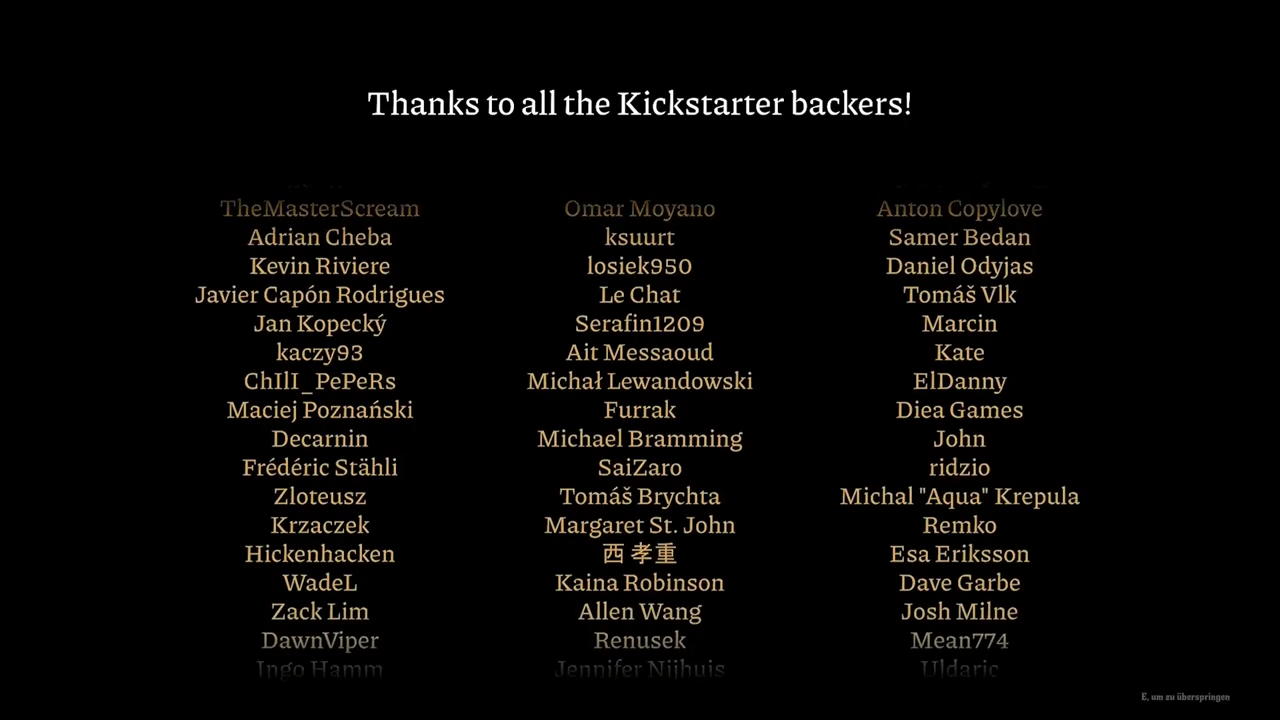 Thanks to all the Kickstarter backers!
TheMasterScream Omar Moyano Anton Copylove
Adrian Cheba ksuurt Samer Bedan
Kevin Riviere losiek950 Daniel Odyjas
Javier Capón Rodrigues Le Chat Tomáš Vlk
Jan Kopecký Serafin1209 Marcin
kaczy93 Ait Messaoud Kate
ChIlI_PePeRs Michał Lewandowski ElDanny
Maciej Poznański Furrak Diea Games
Decarnin Michael Bramming John
Frédéric Stähli SaiZaro ridzio
Zloteusz Tomáš Brychta Michal "Aqua" Krepula
Krzaczek Margaret St. John Remko
Hickenhacken 西 孝重 Esa Eriksson
WadeL Kaina Robinson Dave Garbe
Zack Lim Allen Wang Josh Milne
DawnViper Renusek Mean774
Ingo Hamm Jennifer Nijhuis Uldaric
E, um zu überspringen